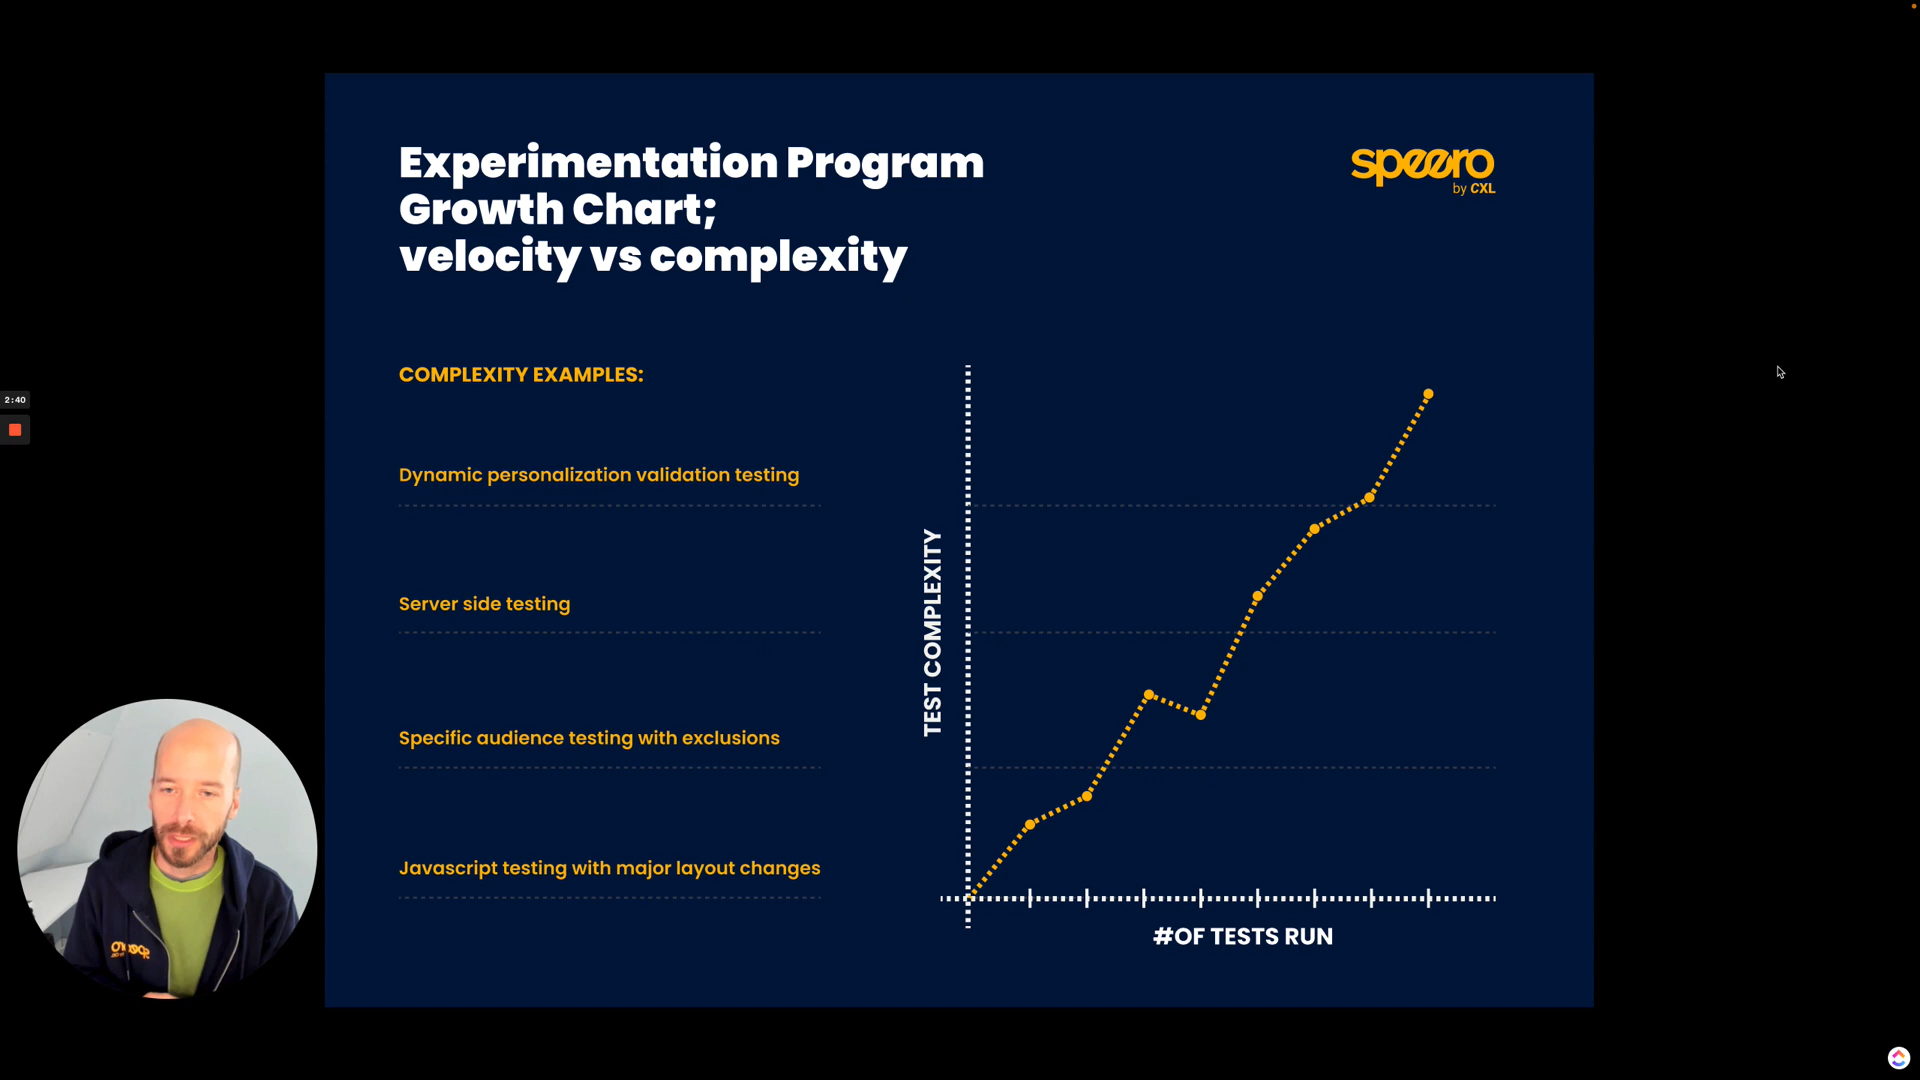 Experimentation Program
Growth Chart;
velocity vs complexity
speero
by CXL
COMPLEXITY EXAMPLES:
Dynamic personalization validation testing
Server side testing
Specific audience testing with exclusions
Javascript testing with major layout changes
TEST COMPLEXITY
#OF TESTS RUN
2:40